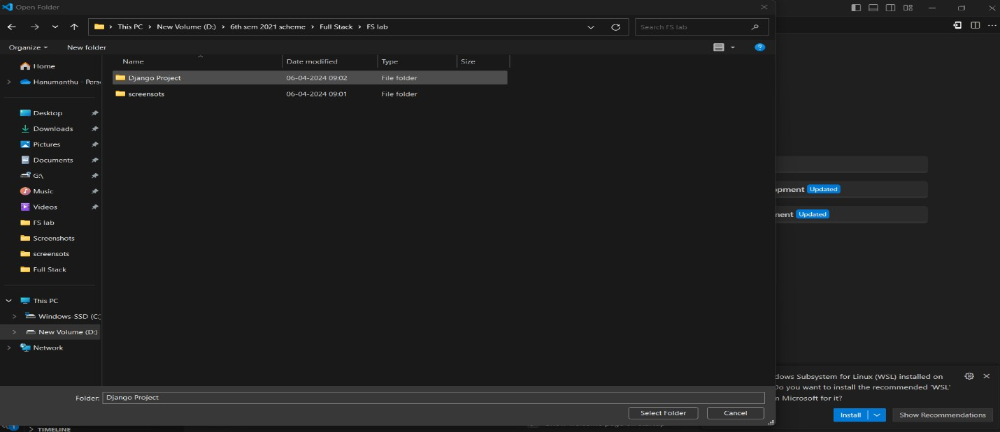 Open Folder
This PC > New Volume (D:) > 6th sem 2021 scheme > Full Stack > FS lab
Search FS lab
Organize
New folder
Name
Date modified
Type
Size
Django Project
06-04-2024 09:02
File folder
screensots
06-04-2024 09:01
File folder
Home
Hanumanthu - Pers
Desktop
Downloads
Pictures
Documents
G:\
Music
Videos
FS lab
Screenshots
screensots
Full Stack
This PC
Windows-SSD (C:
New Volume (D:)
Network
opment Updated
ment Updated
Folder: Django Project
Select Folder
Cancel
dows Subsystem for Linux (WSL) installed on
Do you want to install the recommended 'WSL'
n Microsoft for it?
Install
Show Recommendations
1
TIMELINE